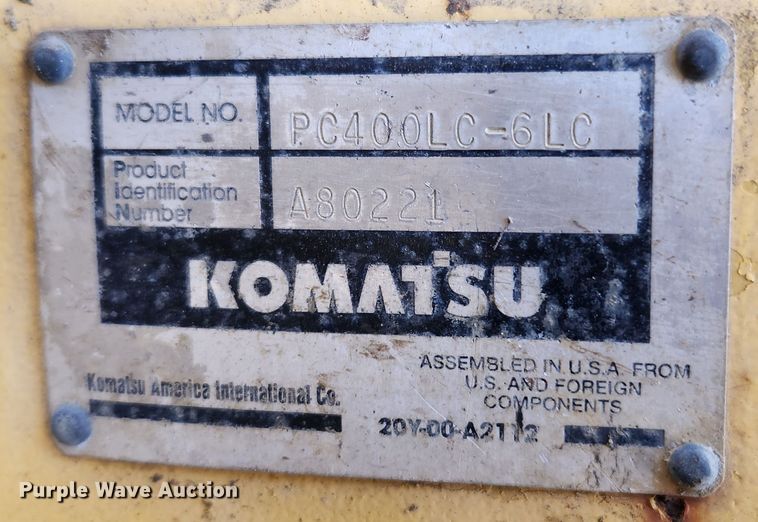 MODEL NO. PC400LC-6LC
Product
Identification
Number
A80221
KOMATSU
ASSEMBLED IN U.S.A. FROM
U.S. AND FOREIGN
COMPONENTS
Komatsu America International Co.
20Y-00-A2112
Purple Wave Auction